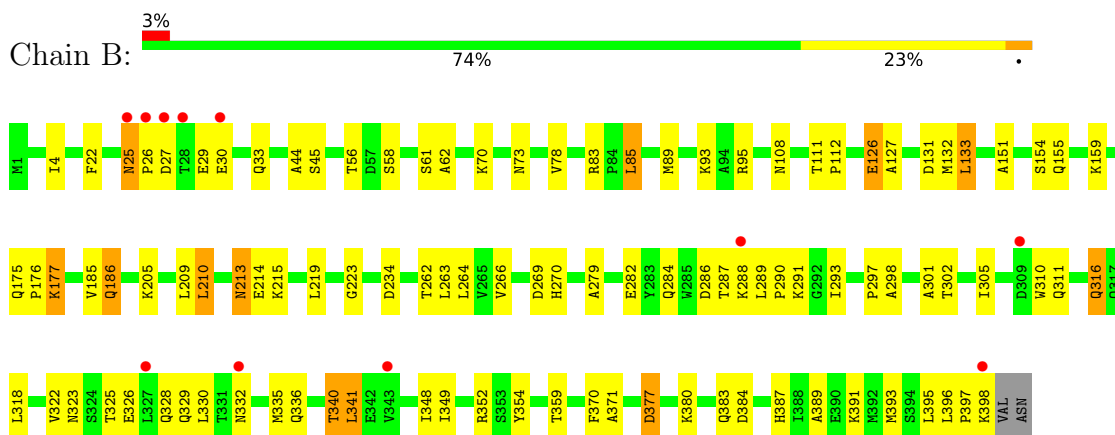 3%
Chain B:
74% 23% •
M1 I4 F22 N25 P26 D27 T28 E29 E30 Q33 A44 S45 T56 D57 S58 S61 A62 K70 N73 V78 R83 P84 L85 M89 K93 A94 R95 N108 T111 P112 E126 A127 D131 M132 L133 A151 S154 Q155 K159
Q175 P176 K177 V185 Q186 K205 L209 L210 N213 E214 K215 L219 G223 D234 T262 L263 L264 V265 V266 D269 H270 A279 E282 Y283 Q284 W285 D286 T287 K288 L289 P290 K291 G292 I293 P297 A298 A301 T302 I305 D309 W310 Q311 Q316 Q317
L318 V322 N323 S324 T325 E326 L327 Q328 Q329 L330 T331 N332 M335 Q336 T340 L341 E342 V343 I348 I349 R352 S353 Y354 T359 F370 A371 D377 K380 Q383 D384 H387 I388 A389 E390 K391 M392 M393 S394 L395 L396 P397 K398 VAL ASN